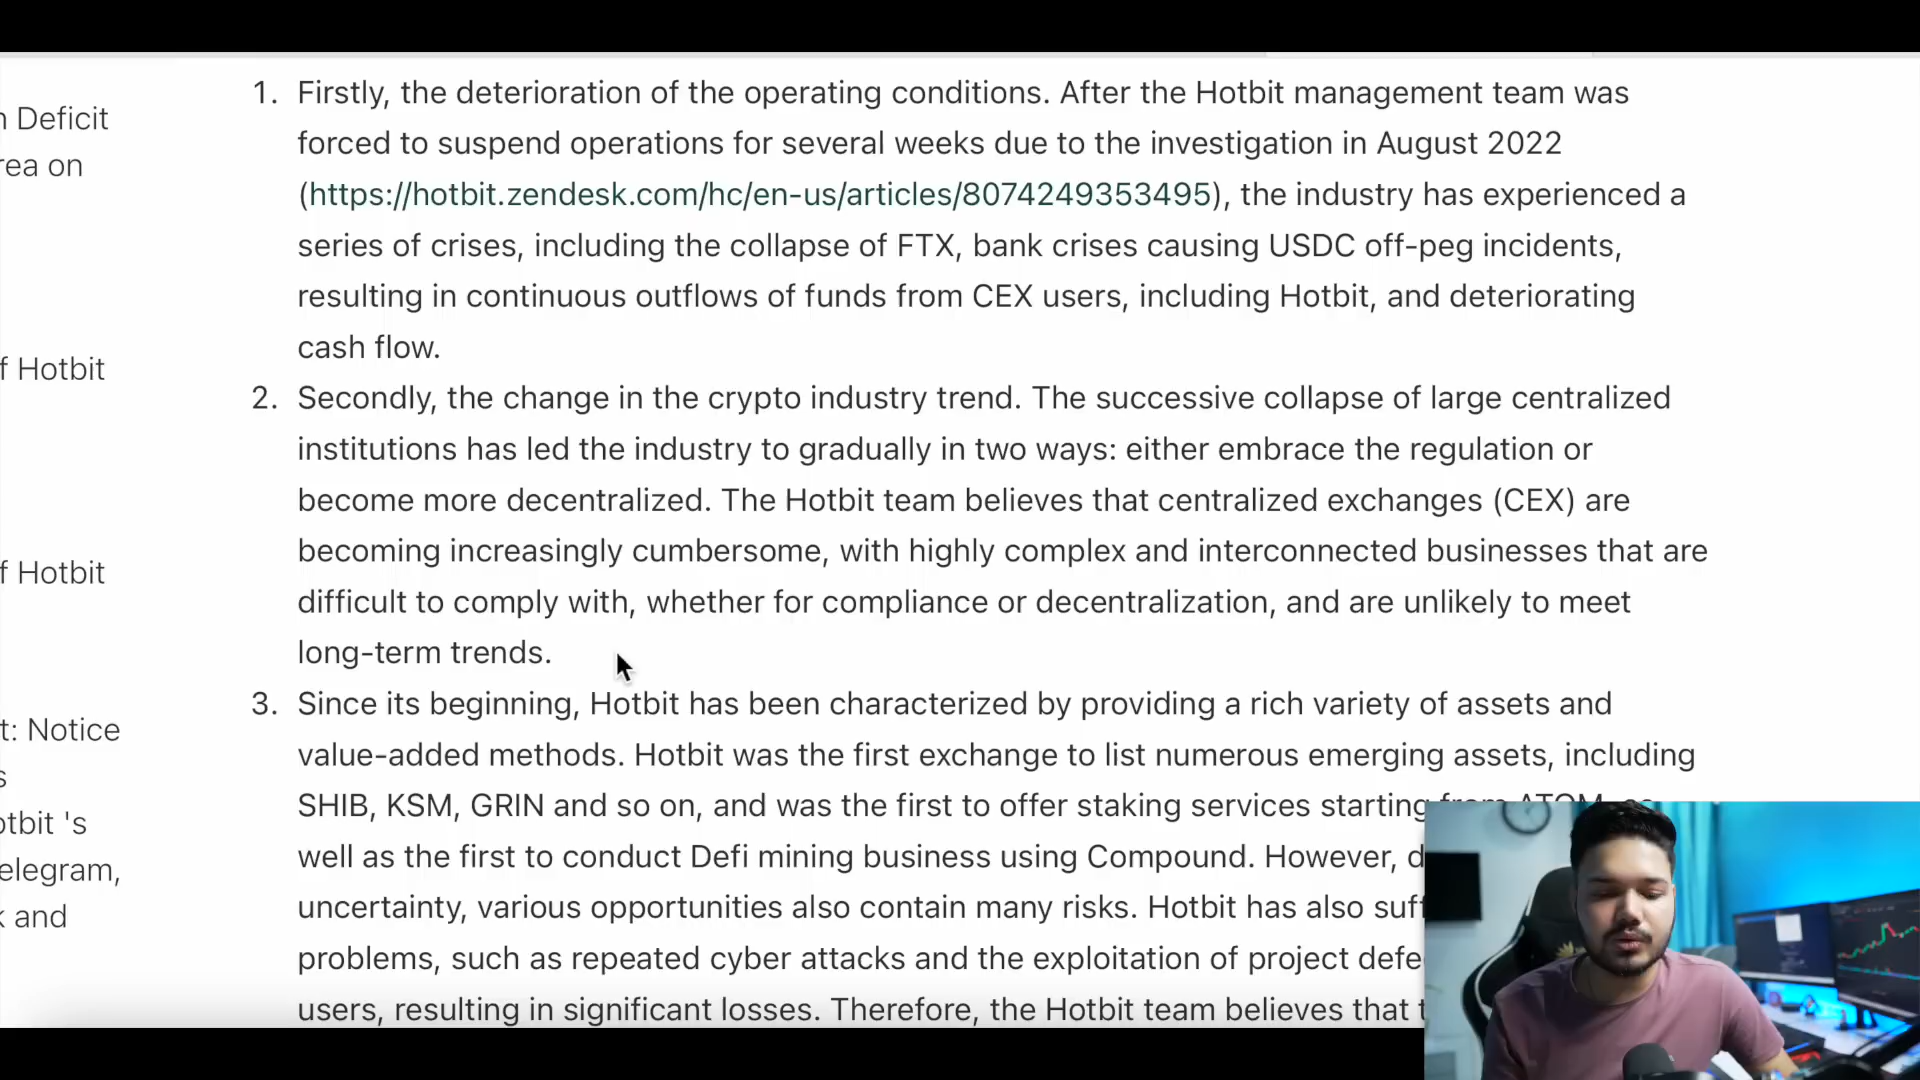 n Deficit
rea on
f Hotbit
f Hotbit
t: Notice
s
otbit 's
elegram,
k and
1. Firstly, the deterioration of the operating conditions. After the Hotbit management team was
forced to suspend operations for several weeks due to the investigation in August 2022
(https://hotbit.zendesk.com/hc/en-us/articles/8074249353495), the industry has experienced a
series of crises, including the collapse of FTX, bank crises causing USDC off-peg incidents,
resulting in continuous outflows of funds from CEX users, including Hotbit, and deteriorating
cash flow.
2. Secondly, the change in the crypto industry trend. The successive collapse of large centralized
institutions has led the industry to gradually in two ways: either embrace the regulation or
become more decentralized. The Hotbit team believes that centralized exchanges (CEX) are
becoming increasingly cumbersome, with highly complex and interconnected businesses that are
difficult to comply with, whether for compliance or decentralization, and are unlikely to meet
long-term trends.
3. Since its beginning, Hotbit has been characterized by providing a rich variety of assets and
value-added methods. Hotbit was the first exchange to list numerous emerging assets, including
SHIB, KSM, GRIN and so on, and was the first to offer staking services starting from ATOM, as
well as the first to conduct Defi mining business using Compound. However, d
uncertainty, various opportunities also contain many risks. Hotbit has also suf
problems, such as repeated cyber attacks and the exploitation of project defe
users, resulting in significant losses. Therefore, the Hotbit team believes that t